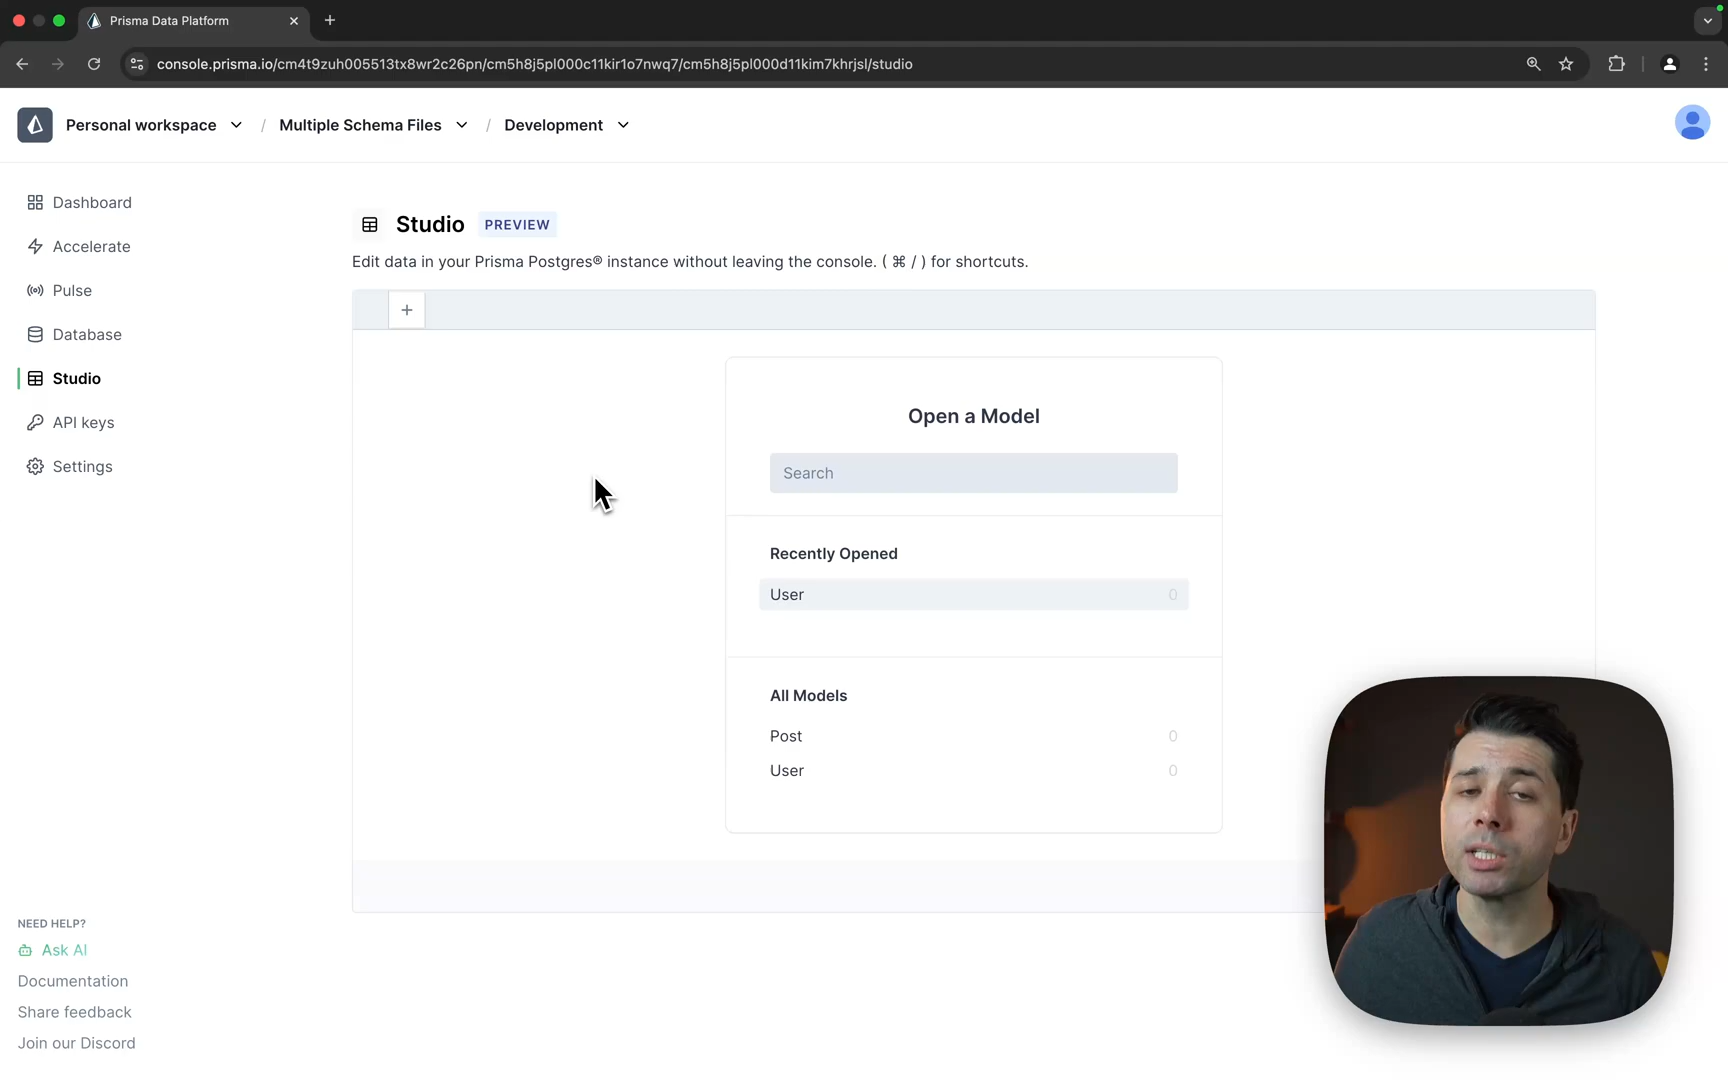 Prisma Data Platform
console.prisma.io/cm4t9zuh005513tx8wr2c26pn/cm5h8j5pl000c11kir1o7nwq7/cm5h8j5pl000d11kim7khrjsl/studio
Personal workspace / Multiple Schema Files / Development
Dashboard
Accelerate
Pulse
Database
Studio
API keys
Settings
Studio PREVIEW
Edit data in your Prisma Postgres® instance without leaving the console. ( ⌘ / ) for shortcuts.
Open a Model
Search
Recently Opened
User 0
All Models
Post 0
User 0
NEED HELP?
Ask AI
Documentation
Share feedback
Join our Discord